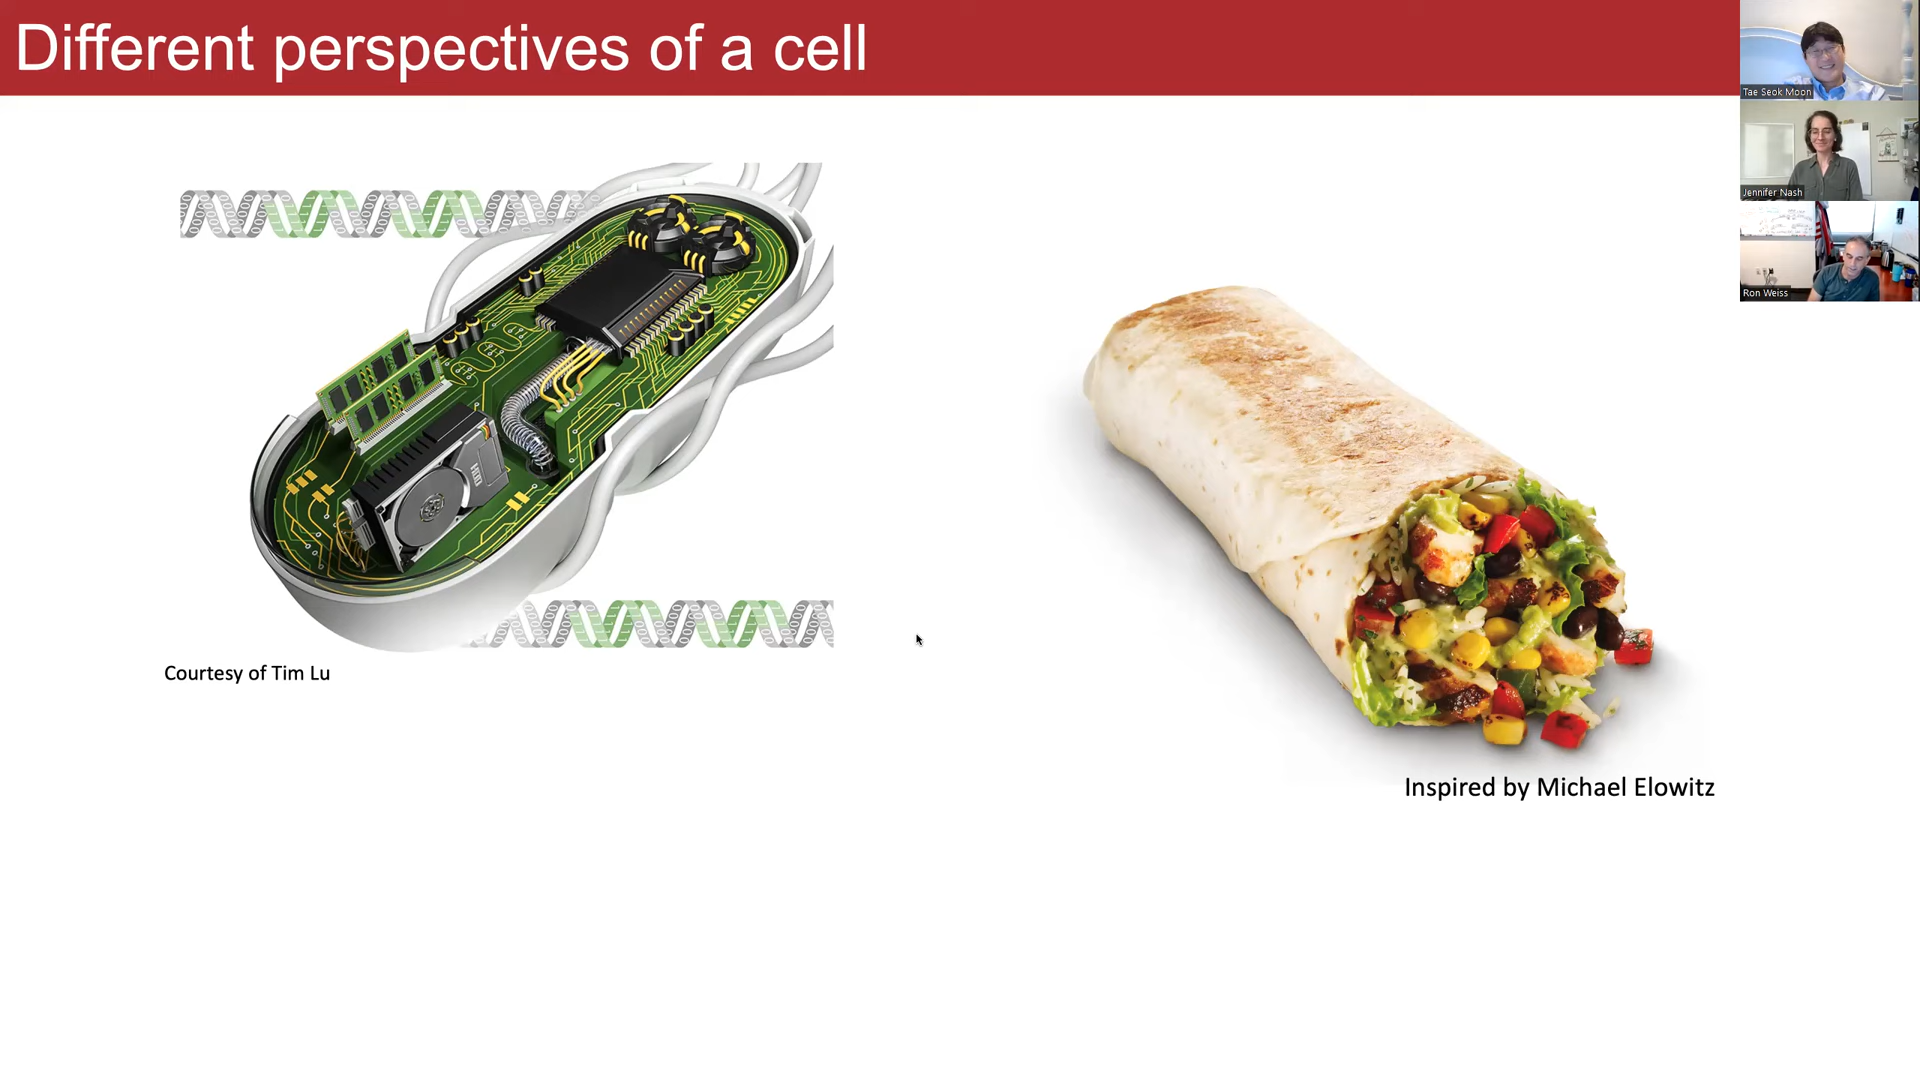 Different perspectives of a cell
Tae Seok Moon
Jennifer Nash
Ron Weiss
Courtesy of Tim Lu
Inspired by Michael Elowitz